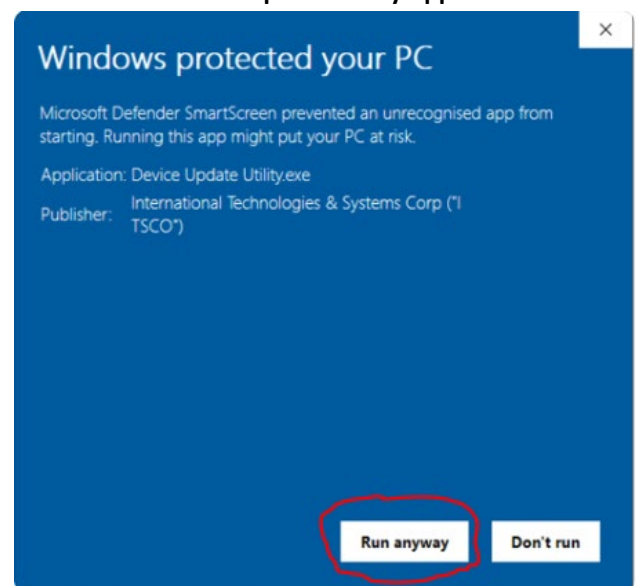 Windows protected your PC
Microsoft Defender SmartScreen prevented an unrecognised app from
starting. Running this app might put your PC at risk.
Application: Device Update Utility.exe
Publisher: International Technologies & Systems Corp ("I
TSCO")
Run anyway Don't run